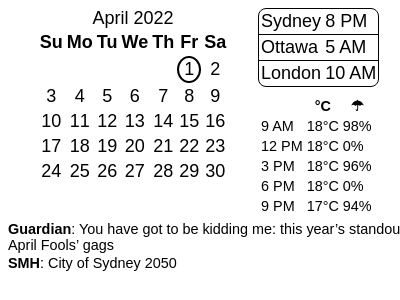 April 2022
Su Mo Tu We Th Fr Sa
1 2
3 4 5 6 7 8 9
10 11 12 13 14 15 16
17 18 19 20 21 22 23
24 25 26 27 28 29 30
Sydney 8 PM
Ottawa 5 AM
London 10 AM
°C ☂
9 AM 18°C 98%
12 PM 18°C 0%
3 PM 18°C 96%
6 PM 18°C 0%
9 PM 17°C 94%
Guardian: You have got to be kidding me: this year’s standou
April Fools’ gags
SMH: City of Sydney 2050